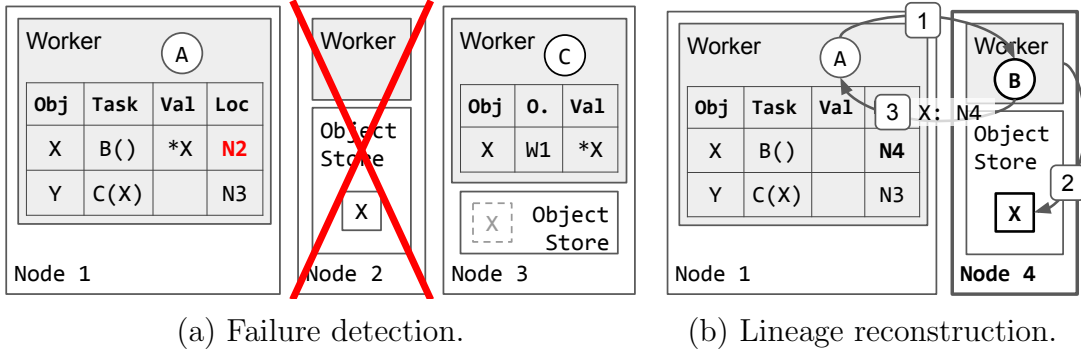 Worker
A
Obj Task Val Loc
X B() *X N2
Y C(X) N3
Node 1
Worker
Object
Store
X
Node 2
Worker
C
Obj O. Val
X W1 *X
X
Object
Store
Node 3
(a) Failure detection.
Worker
A
1
Obj Task Val
3 X: N4
X B() N4
Y C(X) N3
Node 1
Worker
B
Object
Store
2
X
Node 4
(b) Lineage reconstruction.